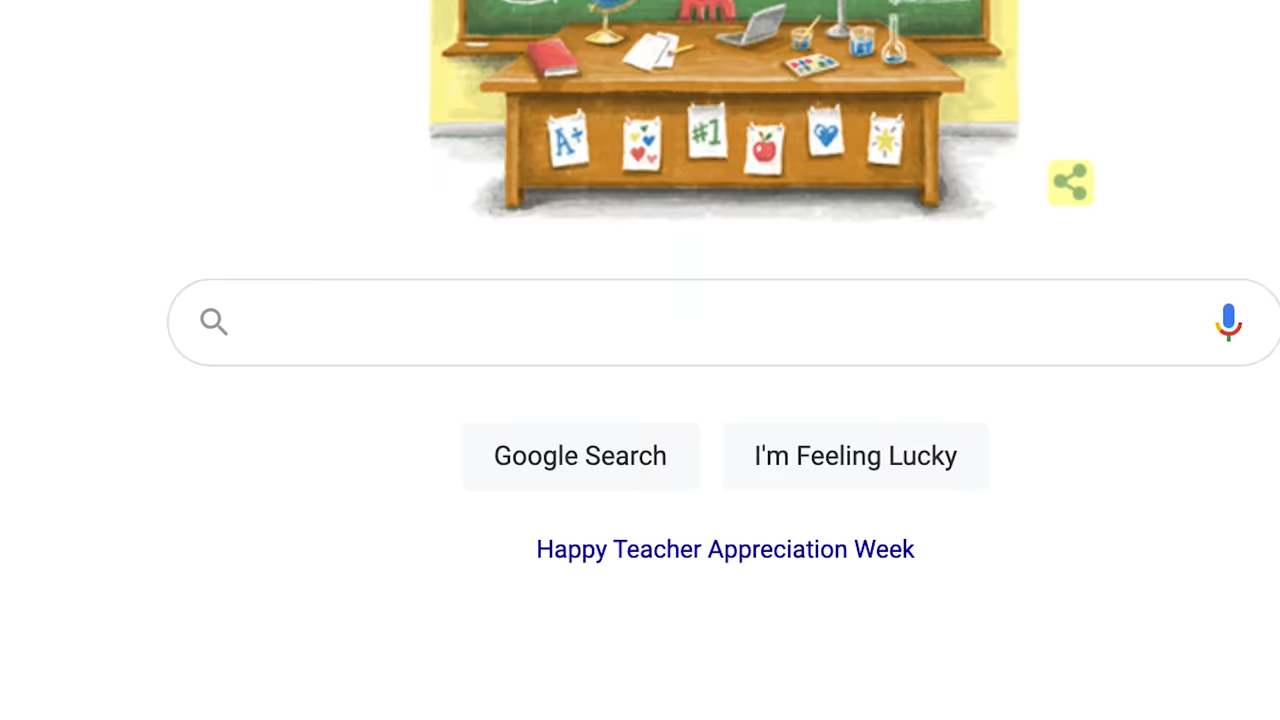 A+
#1
Google Search
I'm Feeling Lucky
Happy Teacher Appreciation Week